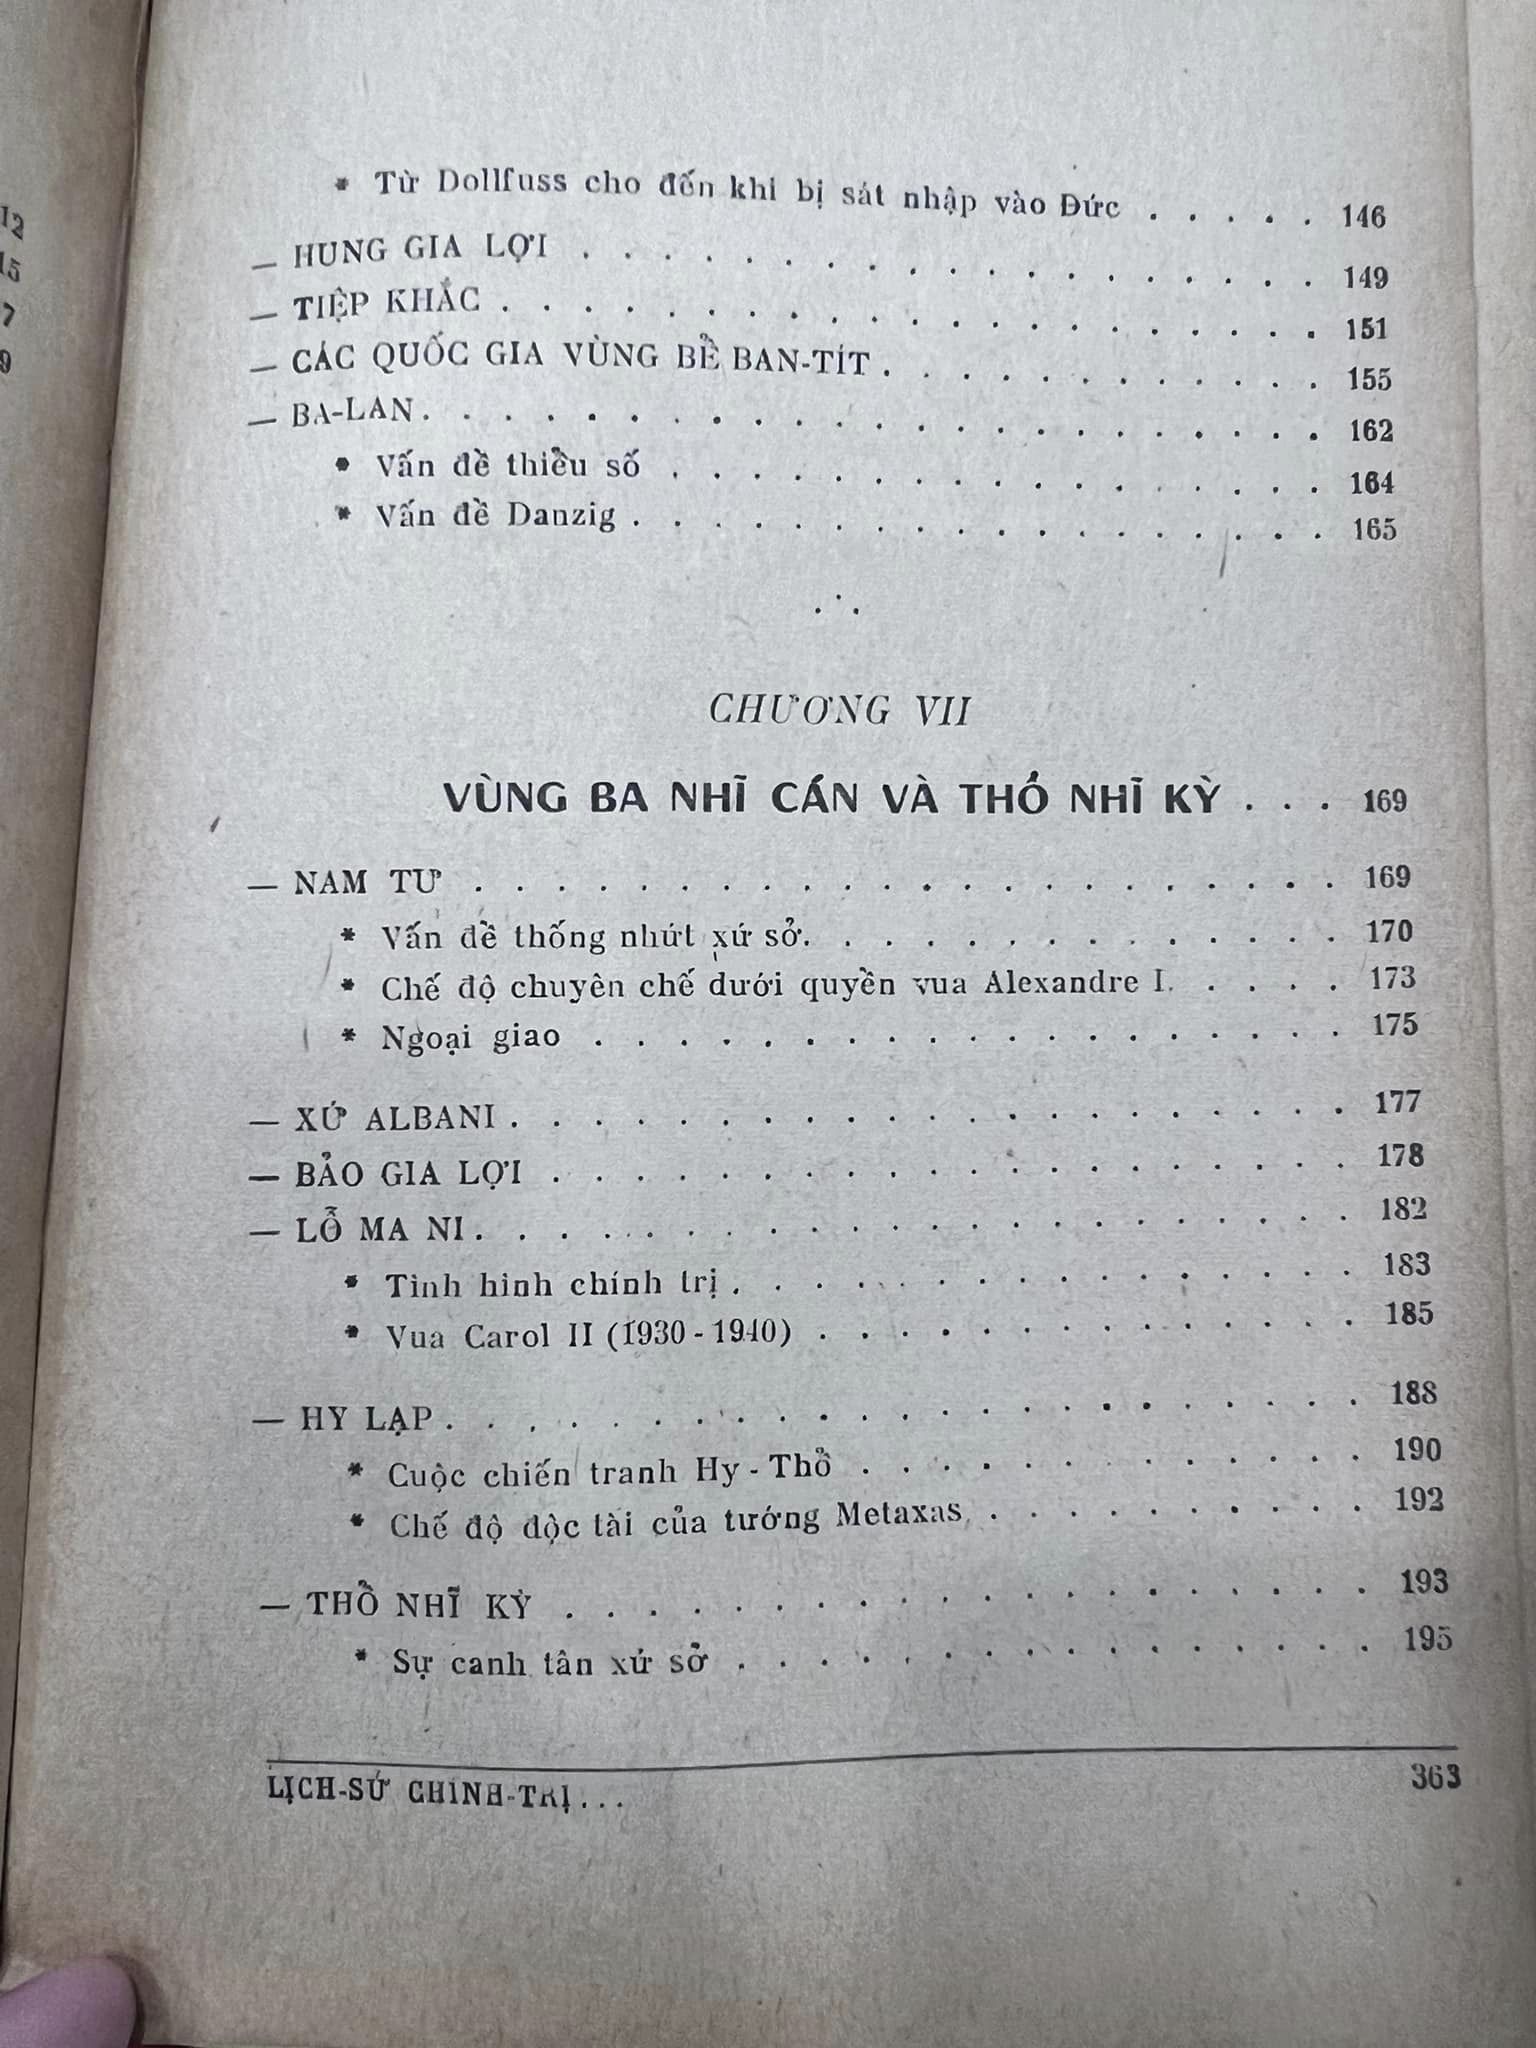 12
15
7
9
* Từ Dollfuss cho đến khi bị sát nhập vào Đức . . . . . 146
— HUNG GIA LỢI . . . . . . . . . . . . . . . . . . 149
— TIỆP KHẮC . . . . . . . . . . . . . . . . . . . . 151
— CÁC QUỐC GIA VÙNG BỂ BAN-TÍT . . . . . . . . . . . 155
— BA-LAN . . . . . . . . . . . . . . . . . . . . . . 162
* Vấn đề thiểu số . . . . . . . . . . . . . . . . . 164
* Vấn đề Danzig . . . . . . . . . . . . . . . . . . 165
CHƯƠNG VII
VÙNG BA NHĨ CÁN VÀ THỔ NHĨ KỲ . . . 169
— NAM TƯ . . . . . . . . . . . . . . . . . . . . . 169
* Vấn đề thống nhứt xứ sở . . . . . . . . . . . . . . 170
* Chế độ chuyên chế dưới quyền vua Alexandre I . . . . . 173
* Ngoại giao . . . . . . . . . . . . . . . . . . . 175
— XỨ ALBANI . . . . . . . . . . . . . . . . . . . . . 177
— BẢO GIA LỢI . . . . . . . . . . . . . . . . . . . . 178
— LỖ MA NI . . . . . . . . . . . . . . . . . . . . . . 182
* Tình hình chính trị . . . . . . . . . . . . . . . . 183
* Vua Carol II (1930 - 1940) . . . . . . . . . . . . . . 185
— HY LẠP . . . . . . . . . . . . . . . . . . . . . . . 188
* Cuộc chiến tranh Hy - Thổ . . . . . . . . . . . . . 190
* Chế độ độc tài của tướng Metaxas . . . . . . . . . . 192
— THỔ NHĨ KỲ . . . . . . . . . . . . . . . . . . . . 193
* Sự canh tân xứ sở . . . . . . . . . . . . . . . . 195
LỊCH-SỬ CHÍNH-TRỊ...
363